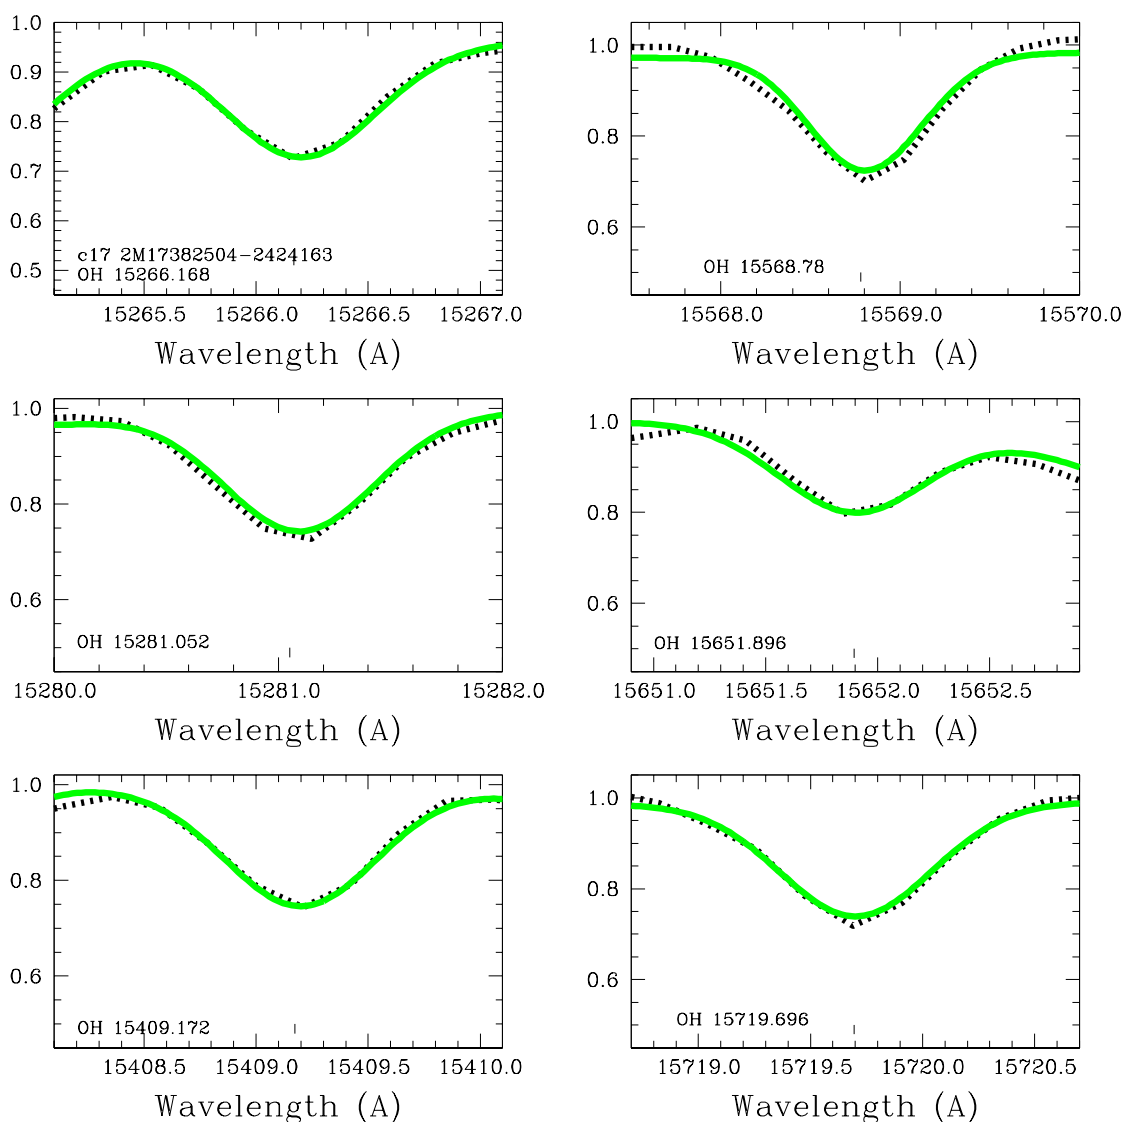 1.0
0.9
0.8
0.7
0.6
0.5
c17 2M17382504-2424163
OH 15266.168
15265.5 15266.0 15266.5 15267.0
Wavelength (A)
1.0
0.8
0.6
OH 15568.78
15568.0 15569.0 15570.0
Wavelength (A)
1.0
0.8
0.6
OH 15281.052
15280.0 15281.0 15282.0
Wavelength (A)
1.0
0.8
0.6
OH 15651.896
15651.0 15651.5 15652.0 15652.5
Wavelength (A)
1.0
0.8
0.6
OH 15409.172
15408.5 15409.0 15409.5 15410.0
Wavelength (A)
1.0
0.8
0.6
OH 15719.696
15719.0 15719.5 15720.0 15720.5
Wavelength (A)